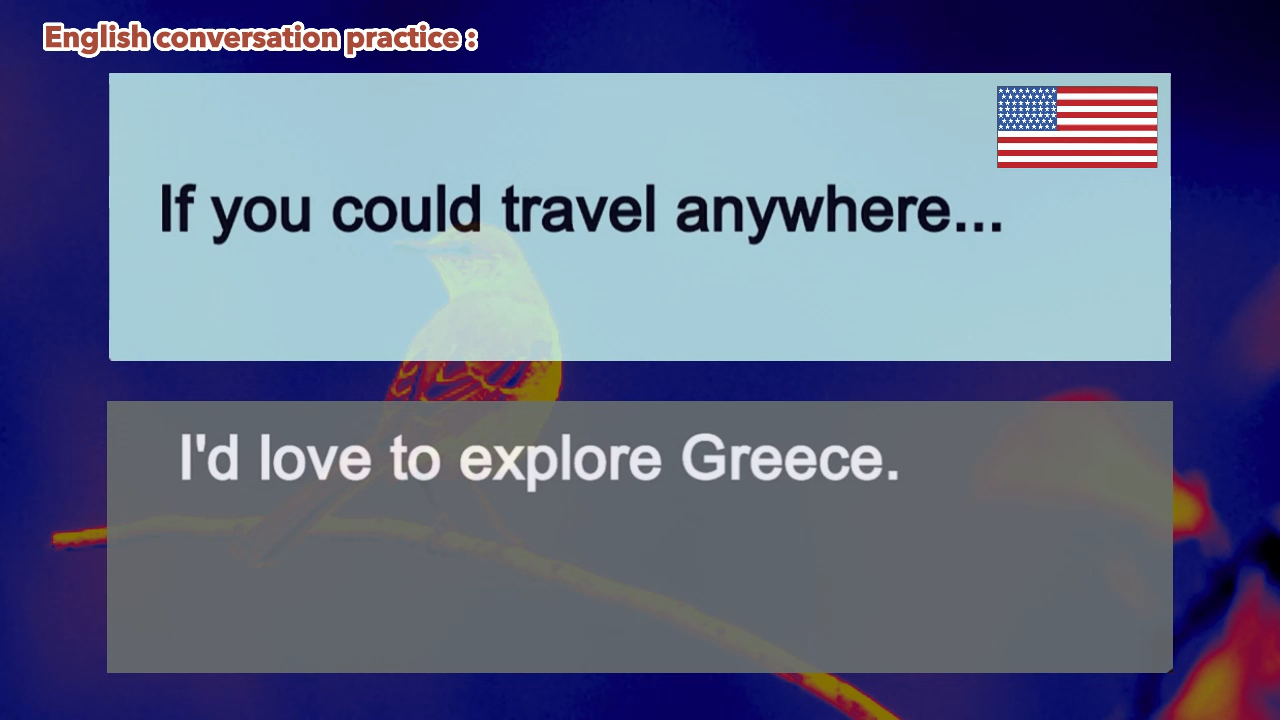 English conversation practice :
If you could travel anywhere...
I'd love to explore Greece.